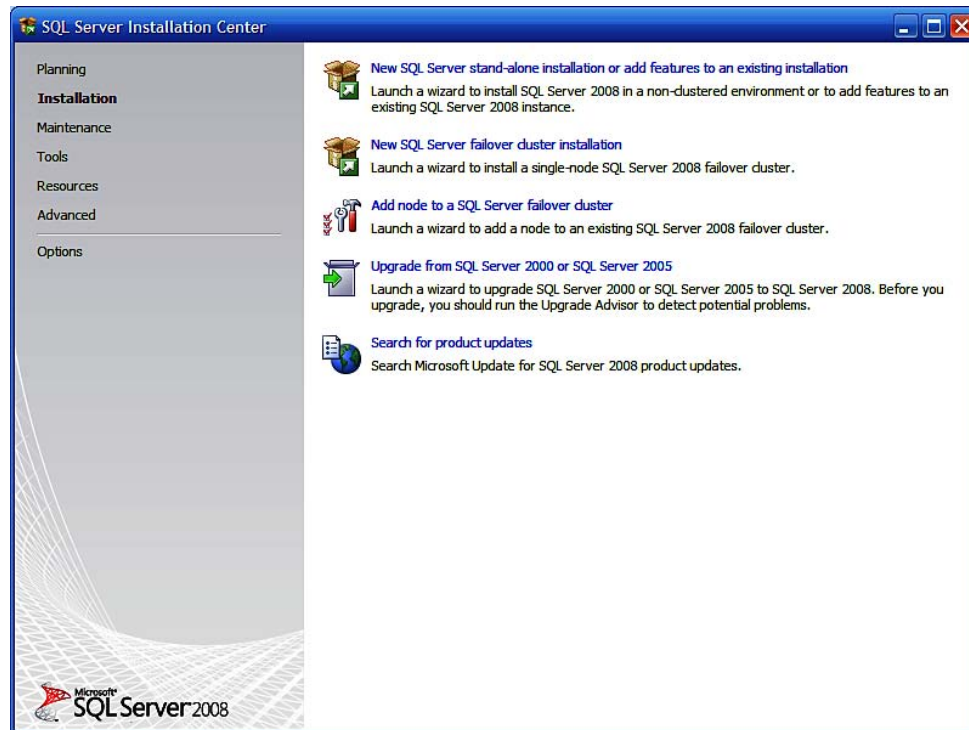 SQL Server Installation Center
Planning
Installation
Maintenance
Tools
Resources
Advanced
Options
New SQL Server stand-alone installation or add features to an existing installation
Launch a wizard to install SQL Server 2008 in a non-clustered environment or to add features to an
existing SQL Server 2008 instance.
New SQL Server failover cluster installation
Launch a wizard to install a single-node SQL Server 2008 failover cluster.
Add node to a SQL Server failover cluster
Launch a wizard to add a node to an existing SQL Server 2008 failover cluster.
Upgrade from SQL Server 2000 or SQL Server 2005
Launch a wizard to upgrade SQL Server 2000 or SQL Server 2005 to SQL Server 2008. Before you
upgrade, you should run the Upgrade Advisor to detect potential problems.
Search for product updates
Search Microsoft Update for SQL Server 2008 product updates.
Microsoft
SQL Server 2008